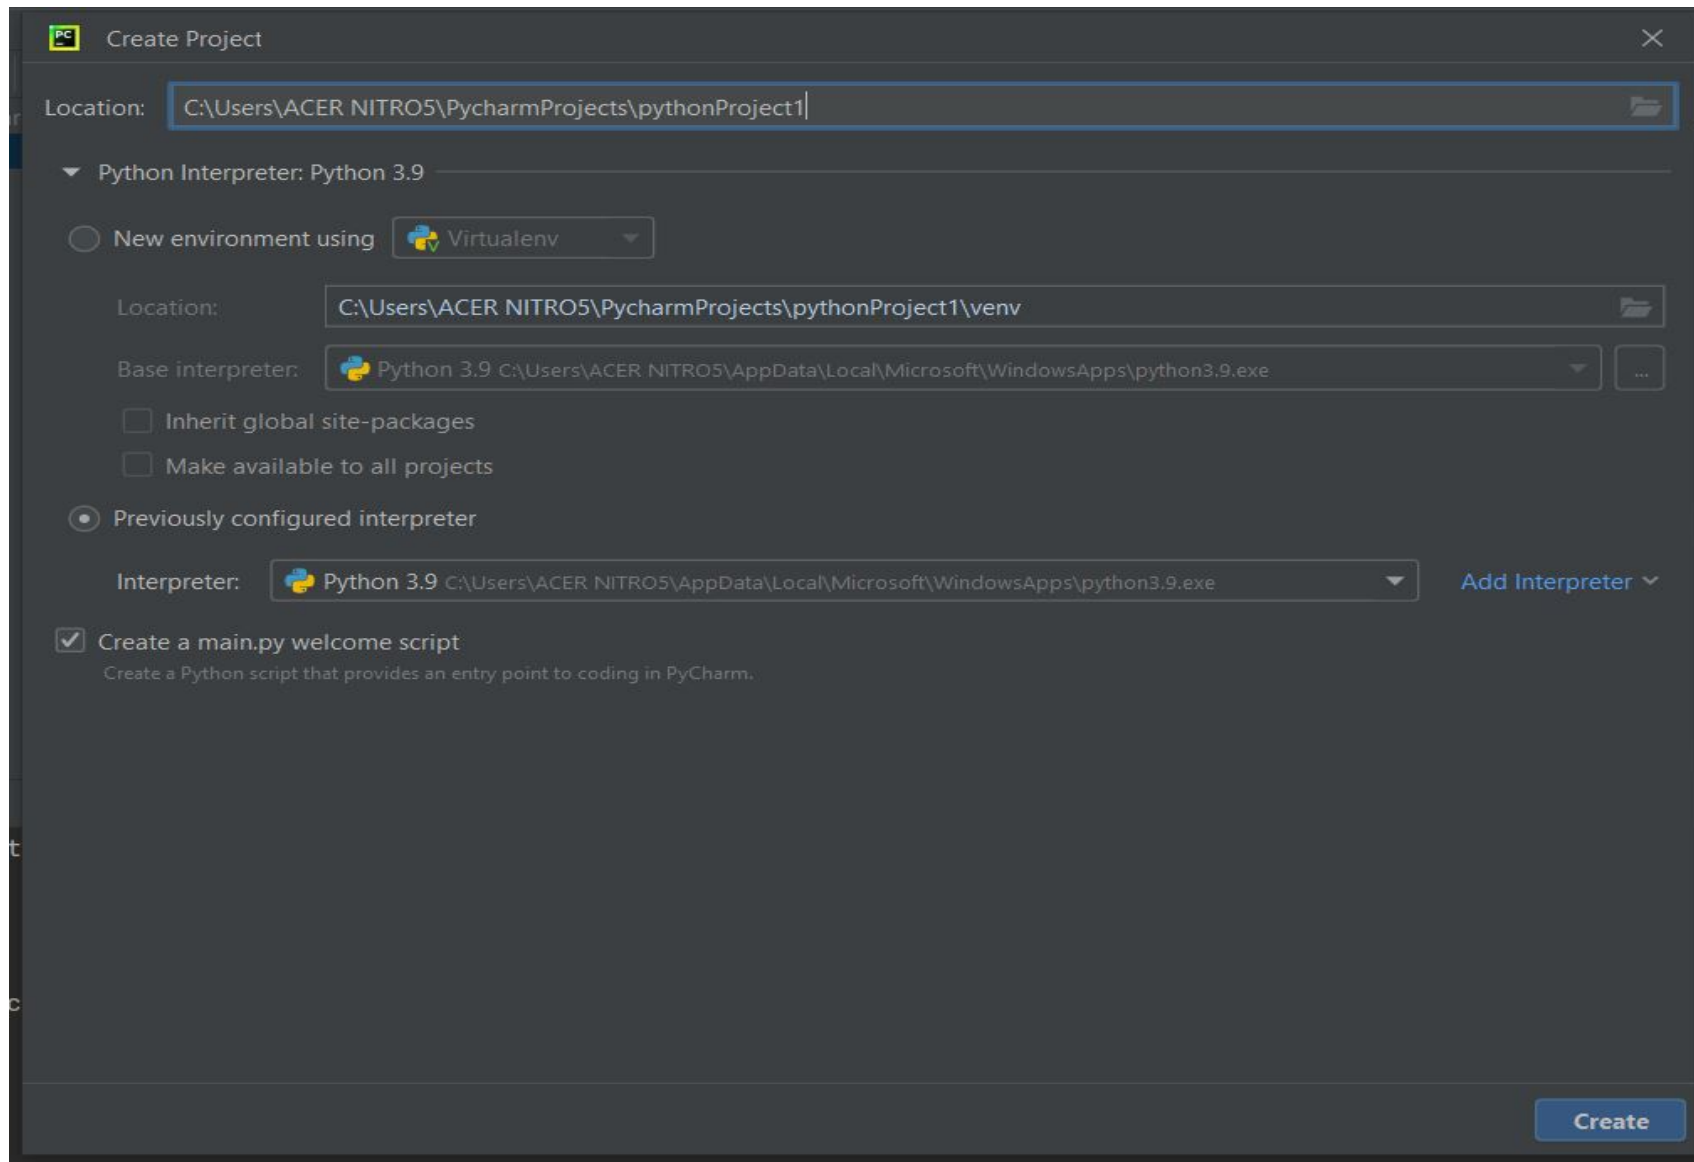 PC Create Project
Location: C:\Users\ACER NITRO5\PycharmProjects\pythonProject1
Python Interpreter: Python 3.9
New environment using Virtualenv
Location: C:\Users\ACER NITRO5\PycharmProjects\pythonProject1\venv
Base interpreter: Python 3.9 C:\Users\ACER NITRO5\AppData\Local\Microsoft\WindowsApps\python3.9.exe ...
Inherit global site-packages
Make available to all projects
Previously configured interpreter
Interpreter: Python 3.9 C:\Users\ACER NITRO5\AppData\Local\Microsoft\WindowsApps\python3.9.exe Add Interpreter
Create a main.py welcome script
Create a Python script that provides an entry point to coding in PyCharm.
t
c
Create